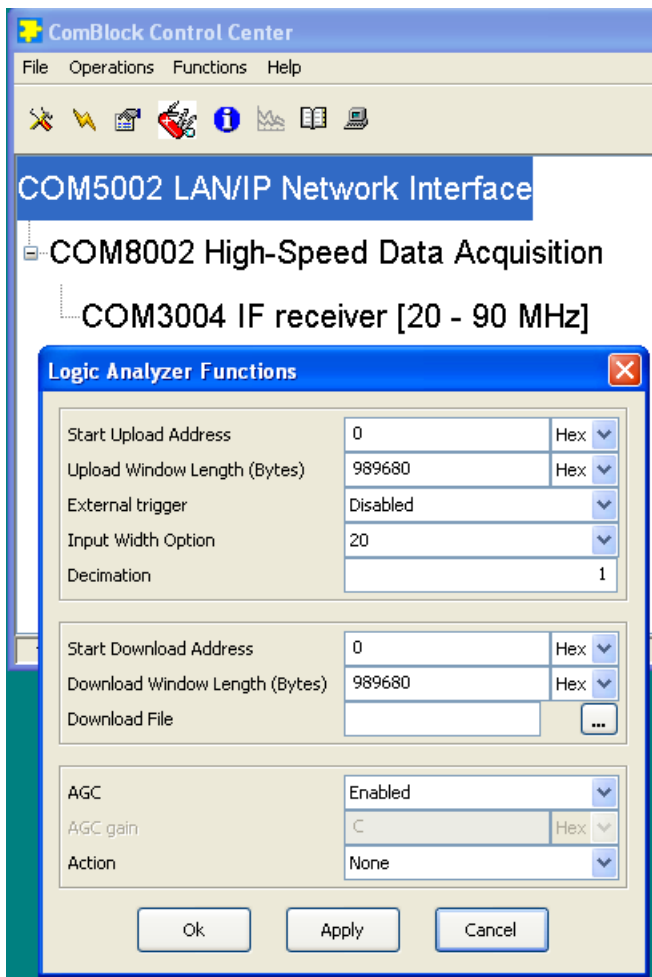 ComBlock Control Center
File Operations Functions Help
COM5002 LAN/IP Network Interface
COM8002 High-Speed Data Acquisition
COM3004 IF receiver [20 - 90 MHz]
Logic Analyzer Functions
Start Upload Address 0 Hex
Upload Window Length (Bytes) 989680 Hex
External trigger Disabled
Input Width Option 20
Decimation 1
Start Download Address 0 Hex
Download Window Length (Bytes) 989680 Hex
Download File ...
AGC Enabled
AGC gain C Hex
Action None
Ok Apply Cancel